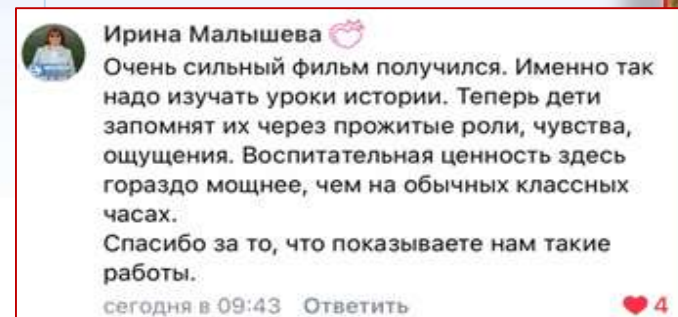 Ирина Малышева
Очень сильный фильм получился. Именно так
надо изучать уроки истории. Теперь дети
запомнят их через прожитые роли, чувства,
ощущения. Воспитательная ценность здесь
гораздо мощнее, чем на обычных классных
часах.
Спасибо за то, что показываете нам такие
работы.
сегодня в 09:43 Ответить 4